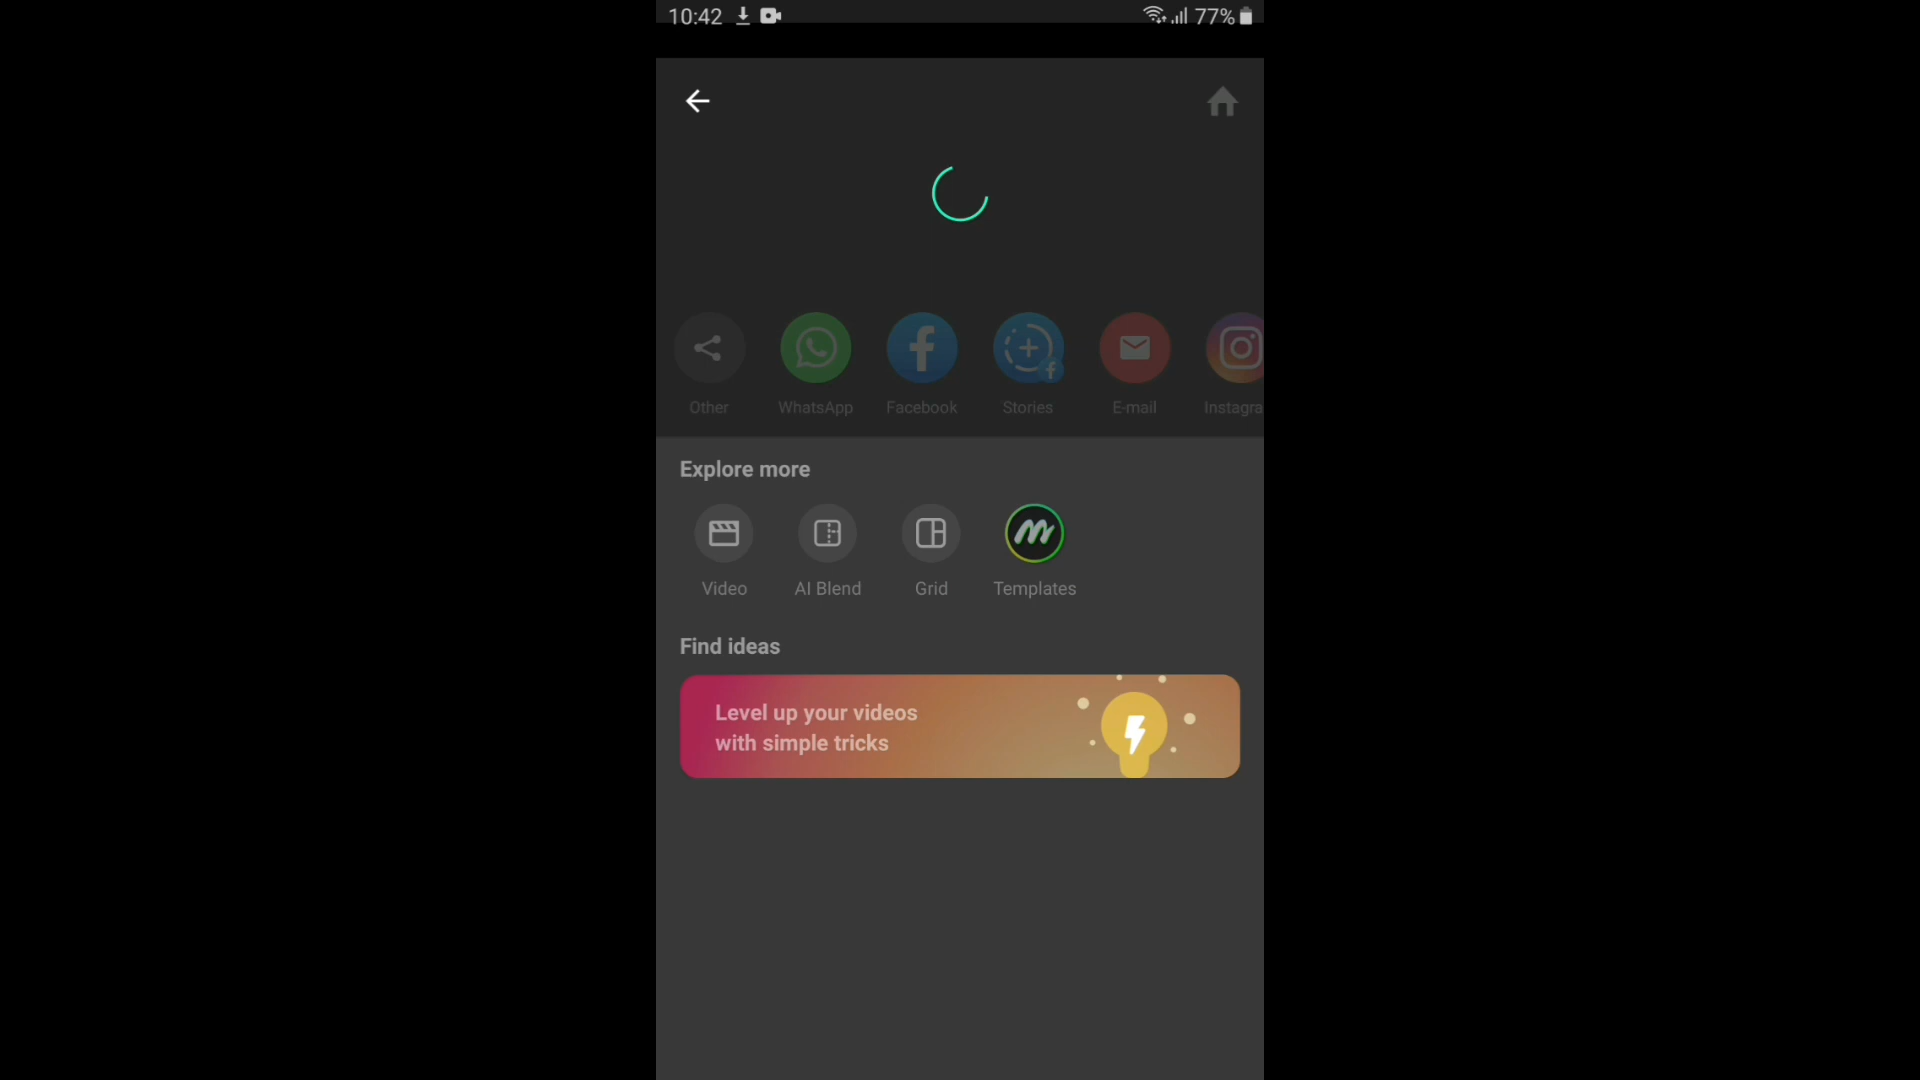 10:42
77%
Other
WhatsApp
Facebook
Stories
E-mail
Instagra
Explore more
Video
AI Blend
Grid
Templates
Find ideas
Level up your videos
with simple tricks